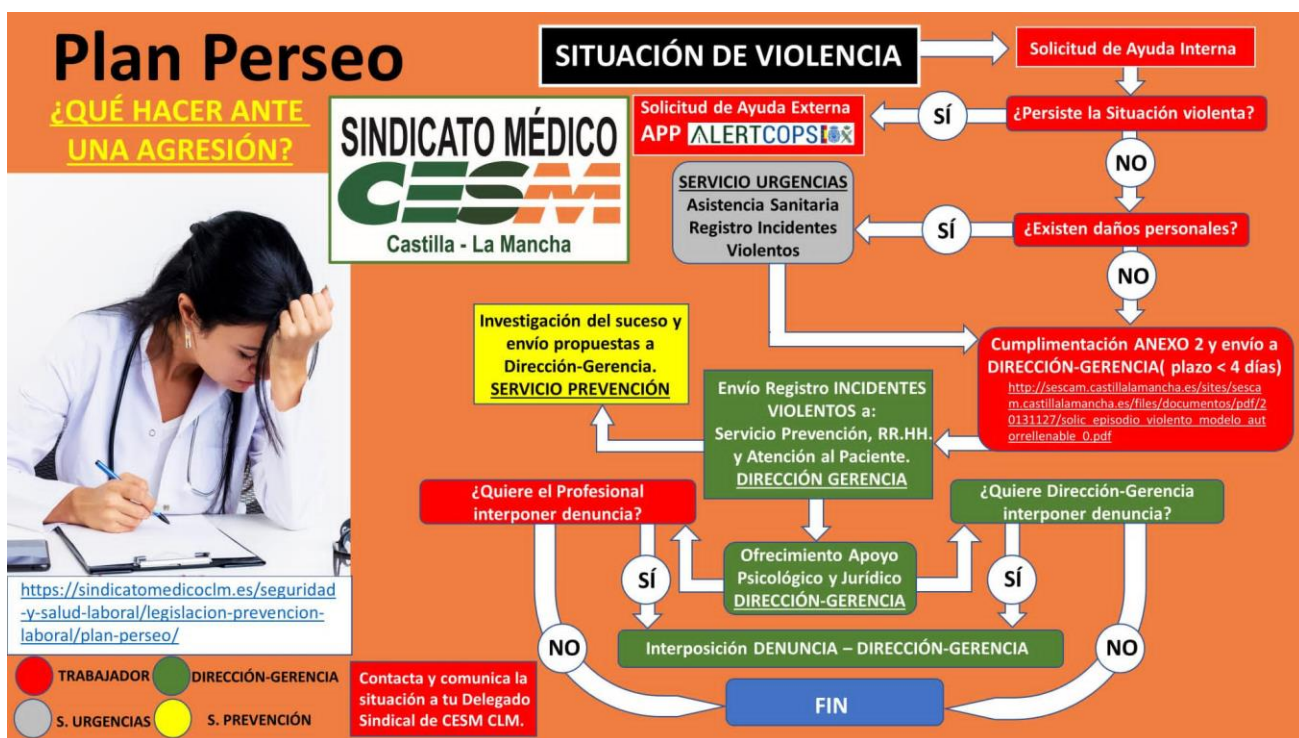 Plan Perseo
¿QUÉ HACER ANTE
UNA AGRESIÓN?
SINDICATO MÉDICO
CESM
Castilla - La Mancha
SITUACIÓN DE VIOLENCIA
Solicitud de Ayuda Interna
¿Persiste la Situación violenta?
SÍ
Solicitud de Ayuda Externa
APP ALERTCOPS
NO
¿Existen daños personales?
SÍ
SERVICIO URGENCIAS
Asistencia Sanitaria
Registro Incidentes
Violentos
NO
Cumplimentación ANEXO 2 y envío a
DIRECCIÓN-GERENCIA( plazo < 4 días)
http://sescam.castillalamancha.es/sites/sesca
m.castillalamancha.es/files/documentos/pdf/2
0131127/solic_episodio_violento_modelo_aut
orrellenable_0.pdf
Envío Registro INCIDENTES
VIOLENTOS a:
Servicio Prevención, RR.HH.
y Atención al Paciente.
DIRECCIÓN GERENCIA
Investigación del suceso y
envío propuestas a
Dirección-Gerencia.
SERVICIO PREVENCIÓN
¿Quiere el Profesional
interponer denuncia?
¿Quiere Dirección-Gerencia
interponer denuncia?
Ofrecimiento Apoyo
Psicológico y Jurídico
DIRECCIÓN-GERENCIA
SÍ
SÍ
NO
Interposición DENUNCIA – DIRECCIÓN-GERENCIA
NO
FIN
https://sindicatomedicoclm.es/seguridad
-y-salud-laboral/legislacion-prevencion-
laboral/plan-perseo/
TRABAJADOR
DIRECCIÓN-GERENCIA
S. URGENCIAS
S. PREVENCIÓN
Contacta y comunica la
situación a tu Delegado
Sindical de CESM CLM.